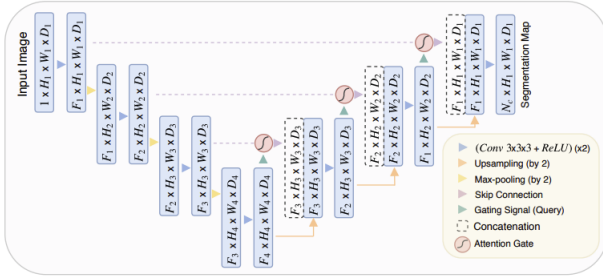 Input Image
1 x H₁ x W₁ x D₁
F₁ x H₁ x W₁ x D₁
F₁ x H₂ x W₂ x D₂
F₂ x H₂ x W₂ x D₂
F₂ x H₃ x W₃ x D₃
F₃ x H₃ x W₃ x D₃
F₃ x H₄ x W₄ x D₄
F₄ x H₄ x W₄ x D₄
F₃ x H₃ x W₃ x D₃
F₃ x H₃ x W₃ x D₃
F₂ x H₃ x W₃ x D₃
F₂ x H₂ x W₂ x D₂
F₂ x H₂ x W₂ x D₂
F₁ x H₂ x W₂ x D₂
F₁ x H₁ x W₁ x D₁
F₁ x H₁ x W₁ x D₁
N_c x H₁ x W₁ x D₁
Segmentation Map
(Conv 3x3x3 + ReLU) (x2)
Upsampling (by 2)
Max-pooling (by 2)
Skip Connection
Gating Signal (Query)
Concatenation
Attention Gate